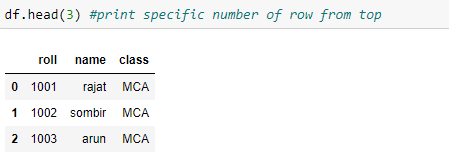 df.head(3) #print specific number of row from top
roll name class
0 1001 rajat MCA
1 1002 sombir MCA
2 1003 arun MCA